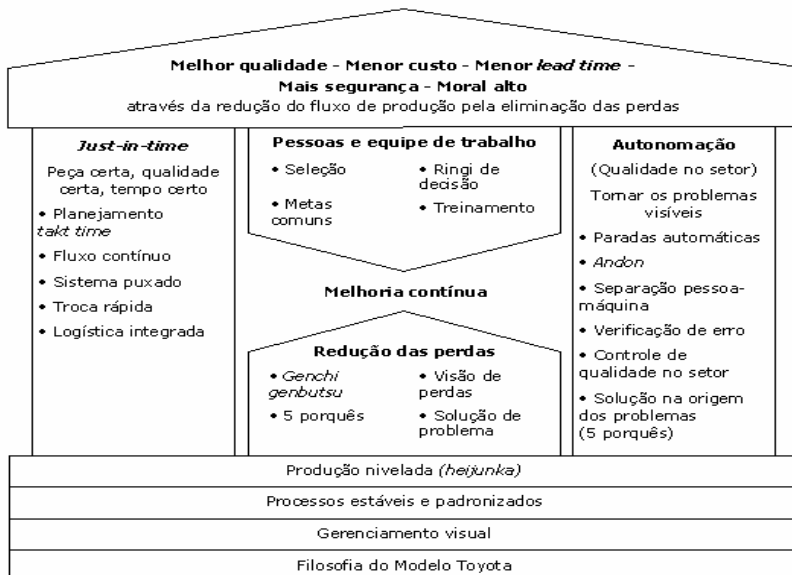 Melhor qualidade - Menor custo - Menor lead time -
Mais segurança - Moral alto
através da redução do fluxo de produção pela eliminação das perdas
Just-in-time
Peça certa, qualidade
certa, tempo certo
• Planejamento
takt time
• Fluxo contínuo
• Sistema puxado
• Troca rápida
• Logística integrada
Pessoas e equipe de trabalho
• Seleção
• Metas
comuns
• Ringi de
decisão
• Treinamento
Melhoria contínua
Redução das perdas
• Genchi
genbutsu
• 5 porquês
• Visão de
perdas
• Solução de
problema
Autonomação
(Qualidade no setor)
Tornar os problemas
visíveis
• Paradas automáticas
• Andon
• Separação pessoa-
máquina
• Verificação de erro
• Controle de
qualidade no setor
• Solução na origem
dos problemas
(5 porquês)
Produção nivelada (heijunka)
Processos estáveis e padronizados
Gerenciamento visual
Filosofia do Modelo Toyota